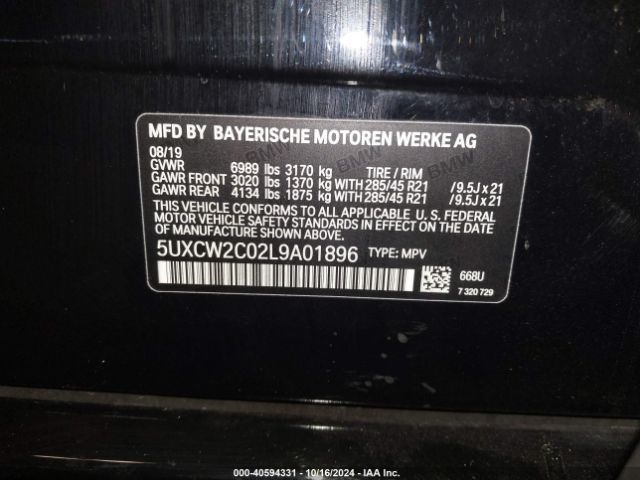 MFD BY BAYERISCHE MOTOREN WERKE AG
08/19
GVWR 6989 lbs 3170 kg TIRE / RIM
GAWR FRONT 3020 lbs 1370 kg WITH 285/45 R21 /9.5J x 21
GAWR REAR 4134 lbs 1875 kg WITH 285/45 R21 /9.5J x 21
THIS VEHICLE CONFORMS TO ALL APPLICABLE U. S. FEDERAL
MOTOR VEHICLE SAFETY STANDARDS IN EFFECT ON THE DATE
OF MANUFACTURE SHOWN ABOVE.
5UXCW2C02L9A01896 TYPE: MPV
668U
7 320 729
000-40594331 - 10/16/2024 - IAA Inc.